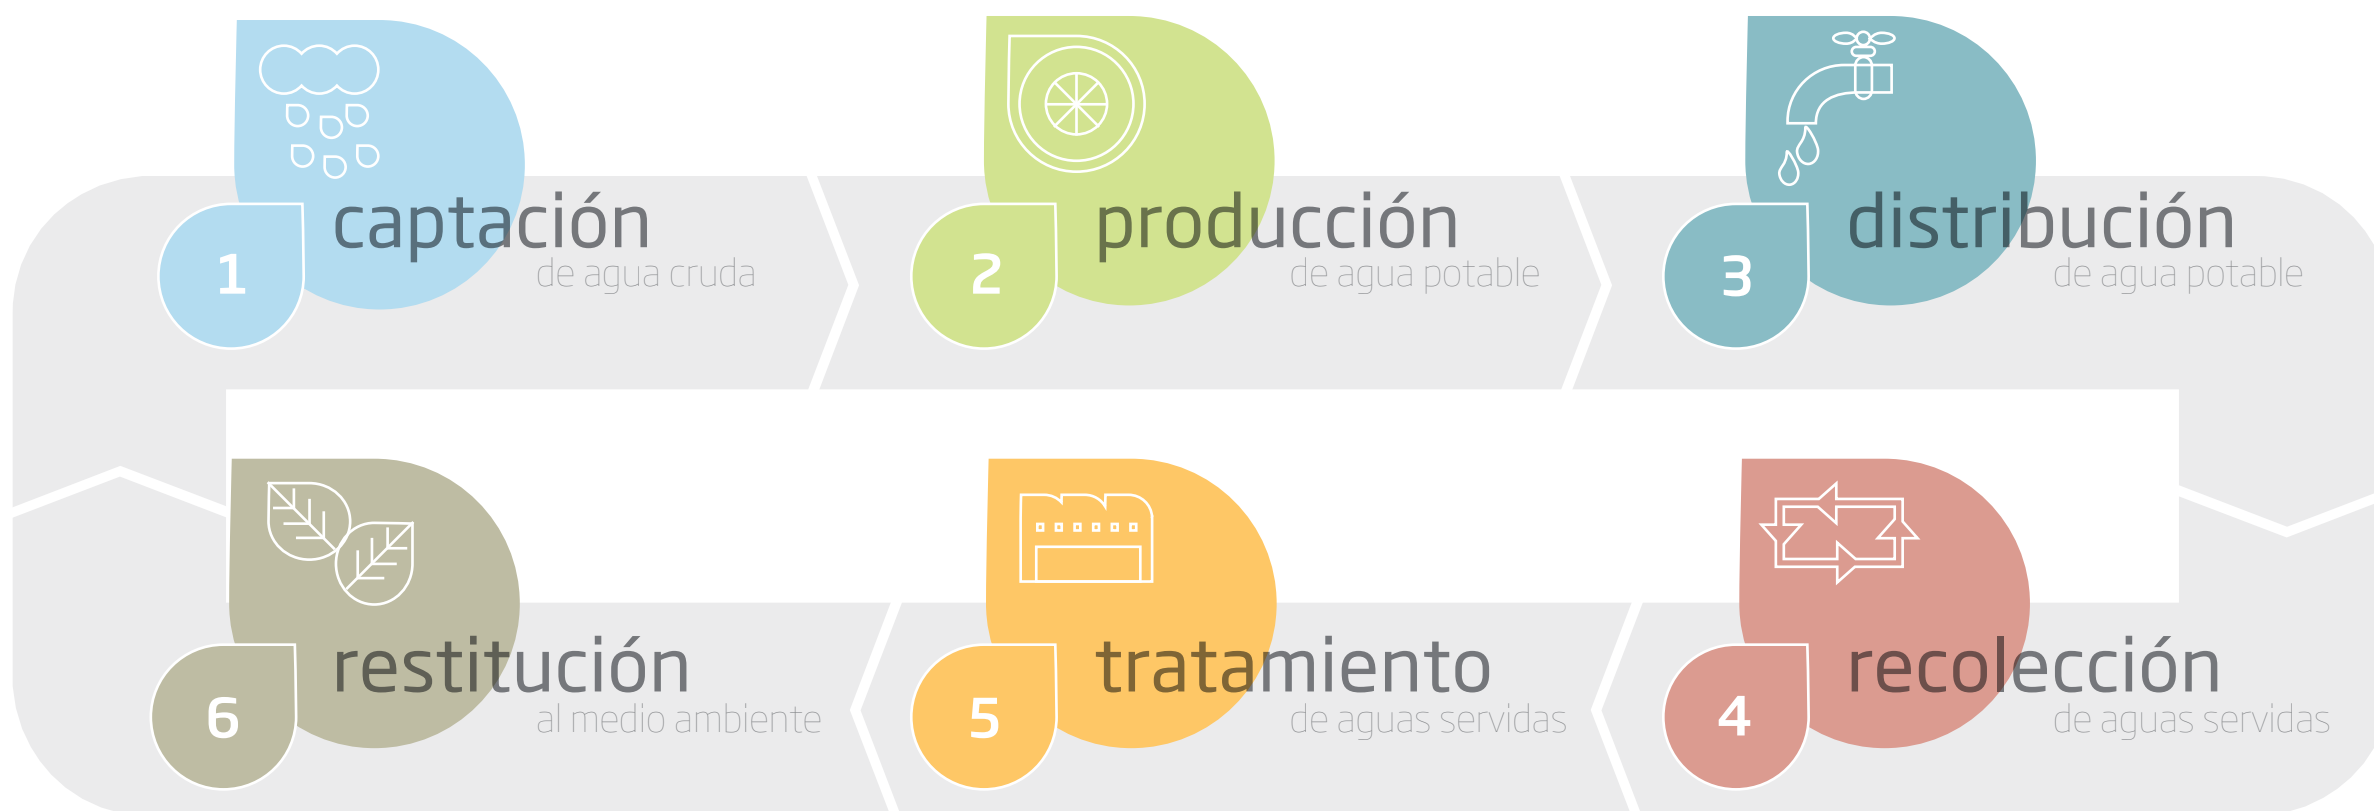 1
captación
de agua cruda
2
producción
de agua potable
3
distribución
de agua potable
4
recolección
de aguas servidas
5
tratamiento
de aguas servidas
6
restitución
al medio ambiente